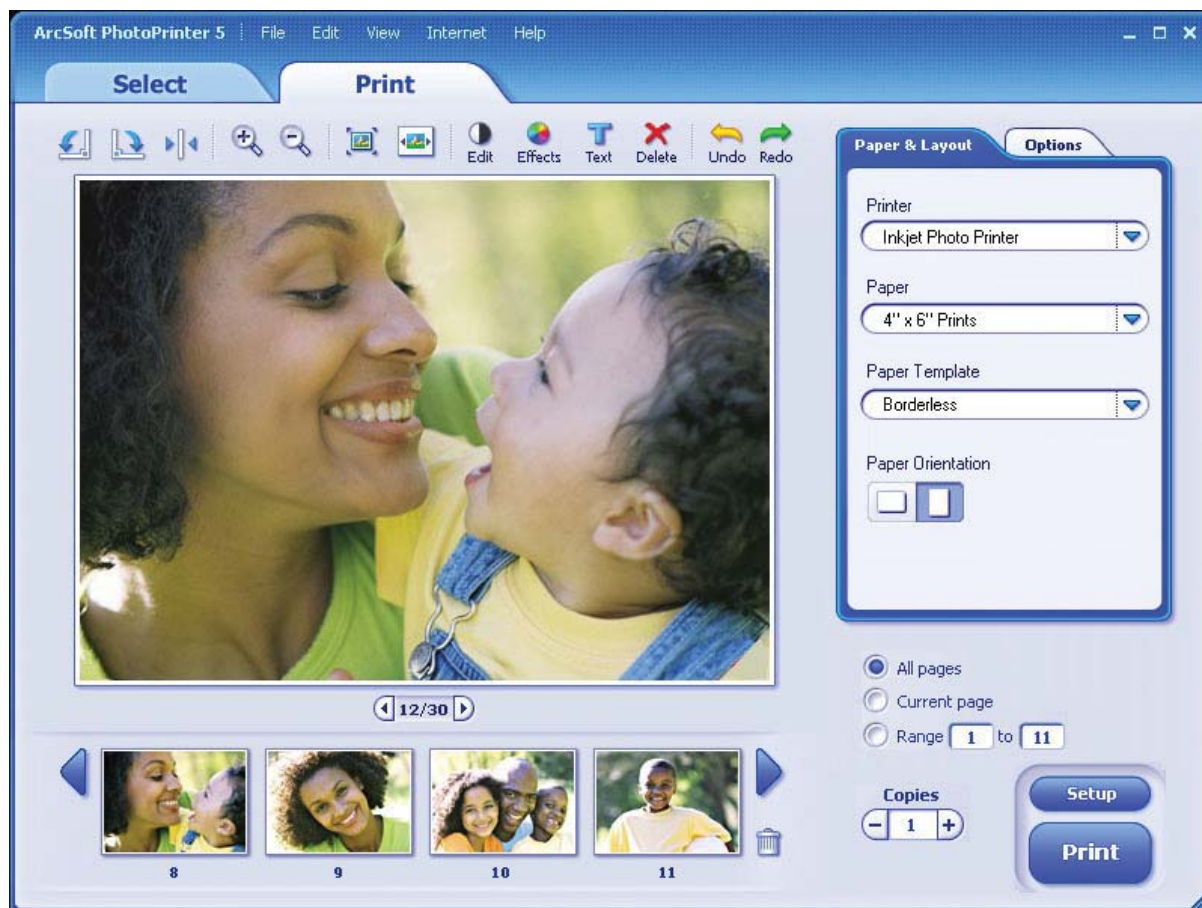 ArcSoft PhotoPrinter 5 File Edit View Internet Help
Select Print
Edit Effects Text Delete Undo Redo
Paper & Layout Options
Printer
Inkjet Photo Printer
Paper
4" x 6" Prints
Paper Template
Borderless
Paper Orientation
12/30
All pages
Current page
Range 1 to 11
8 9 10 11
Copies
1
Setup
Print